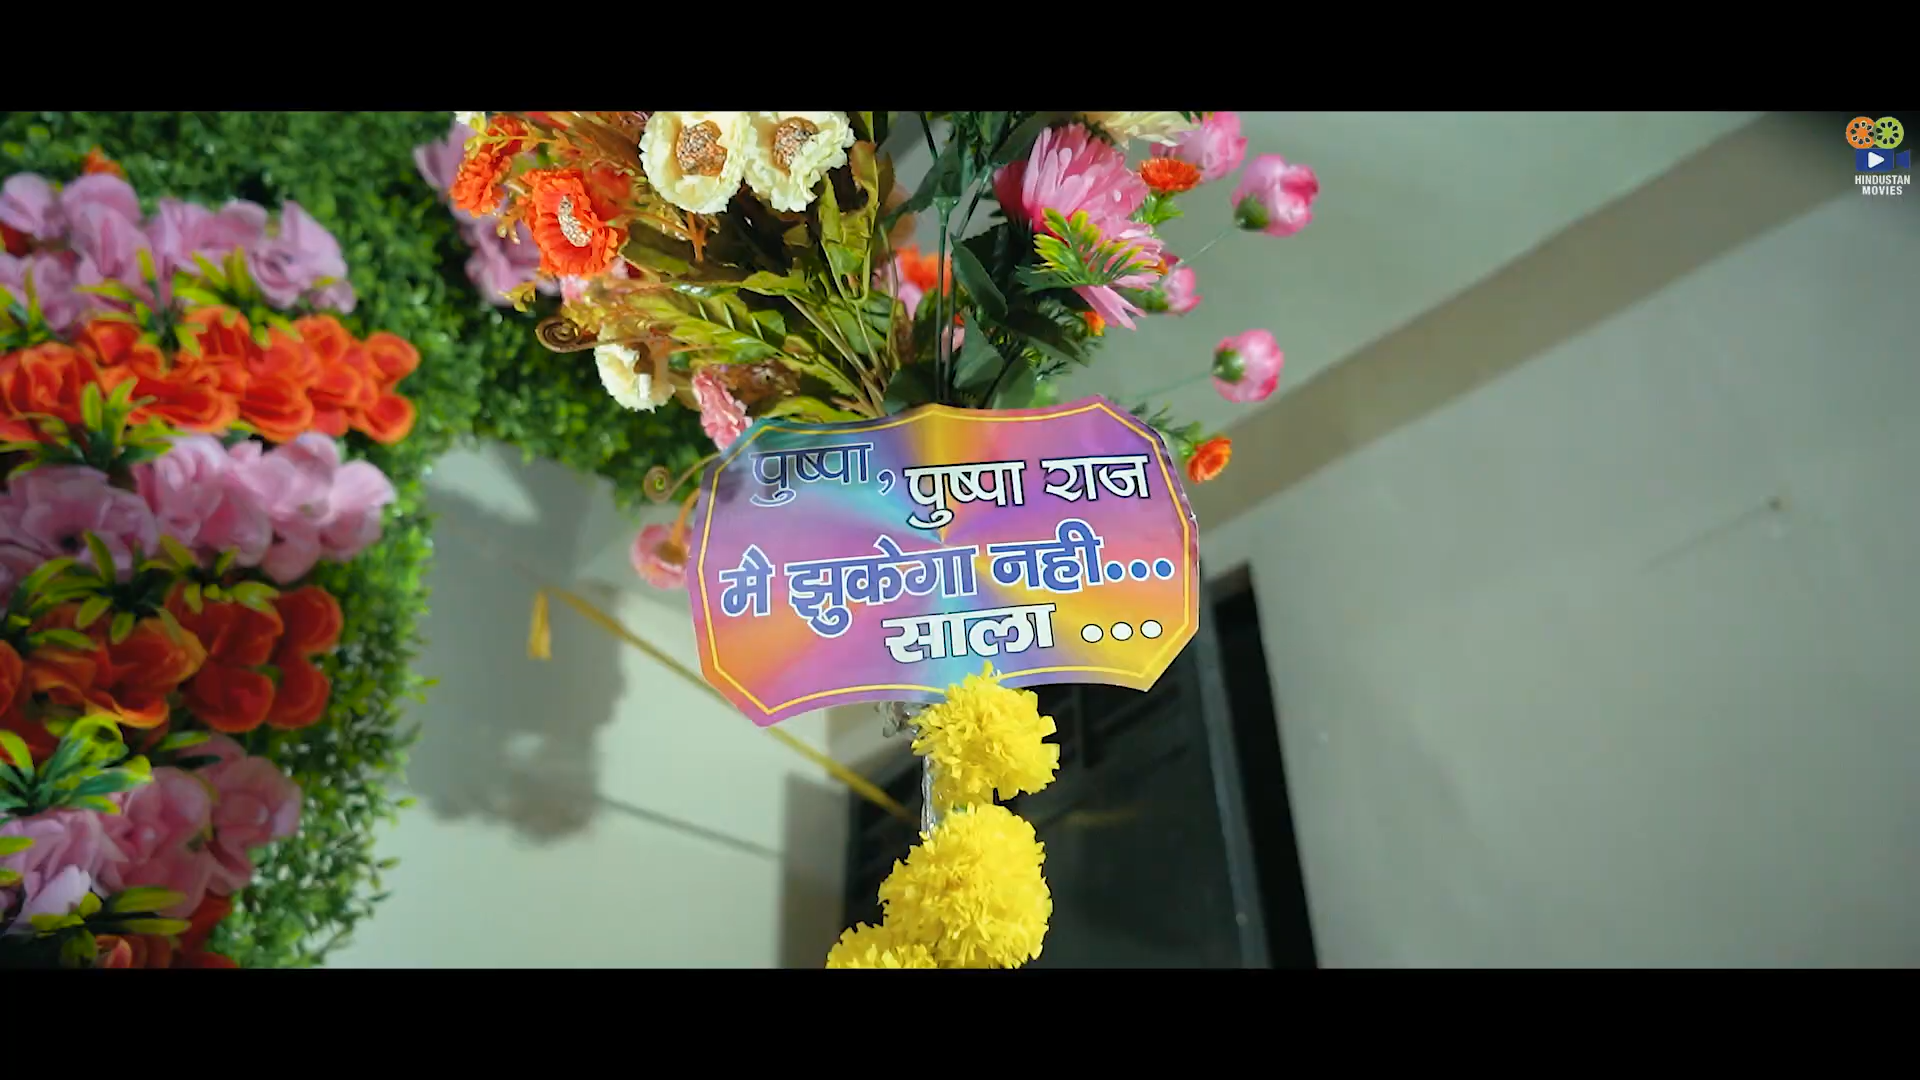 पुष्पा, पुष्पा राज
मै झुकेगा नही...
साला ...
HINDUSTAN
MOVIES